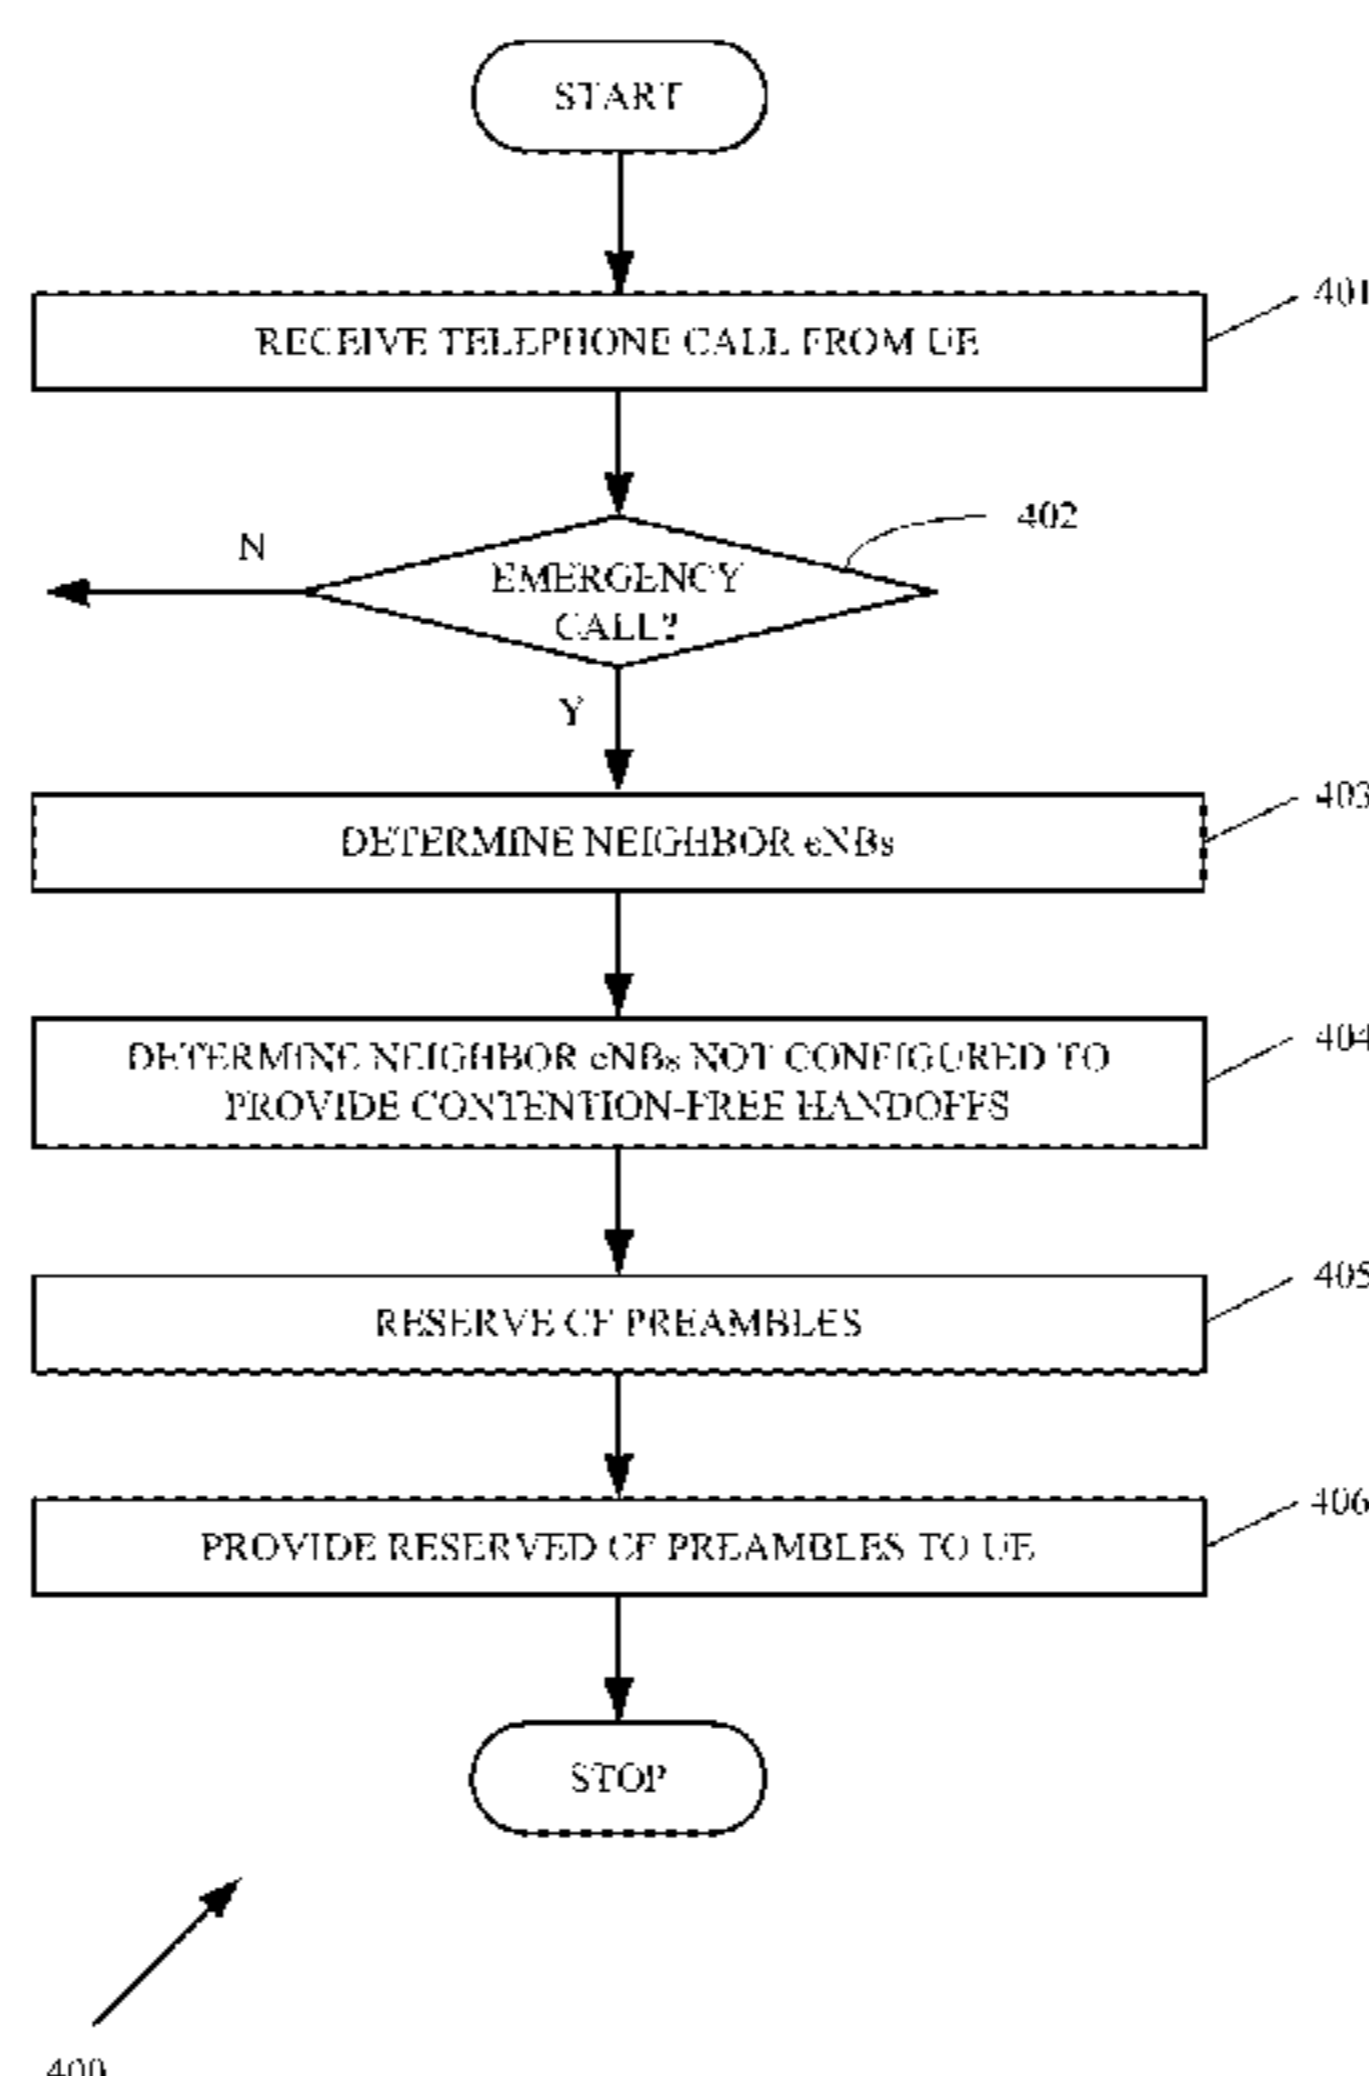 START
RECEIVE TELEPHONE CALL FROM UE
401
402
N
EMERGENCY
CALL?
Y
403
DETERMINE NEIGHBOR eNBs
404
DETERMINE NEIGHBOR eNBs NOT CONFIGURED TO
PROVIDE CONTENTION-FREE HANDOFFS
405
RESERVE CF PREAMBLES
406
PROVIDE RESERVED CF PREAMBLES TO UE
STOP
400